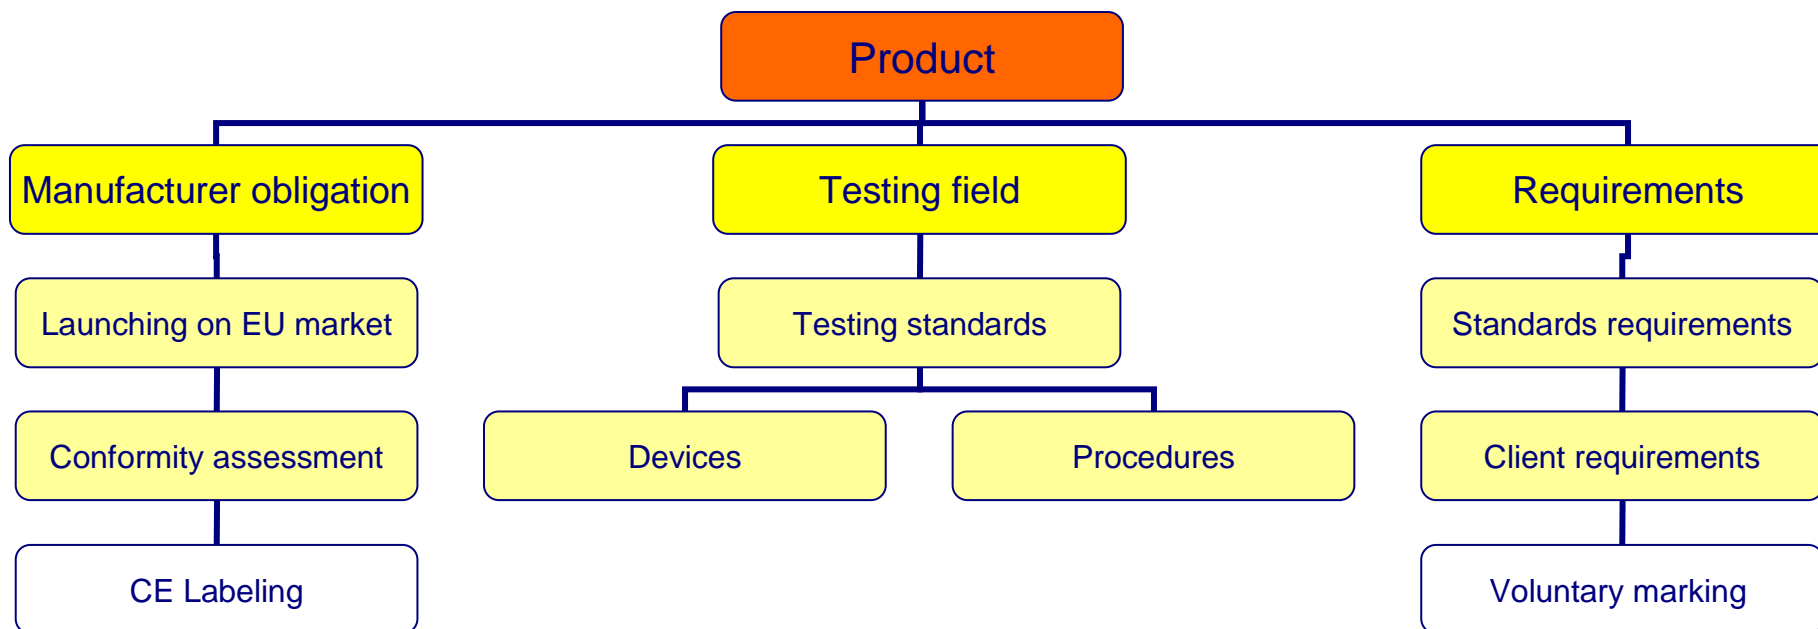 Product
Manufacturer obligation
Testing field
Requirements
Launching on EU market
Testing standards
Standards requirements
Conformity assessment
Devices
Procedures
Client requirements
CE Labeling
Voluntary marking